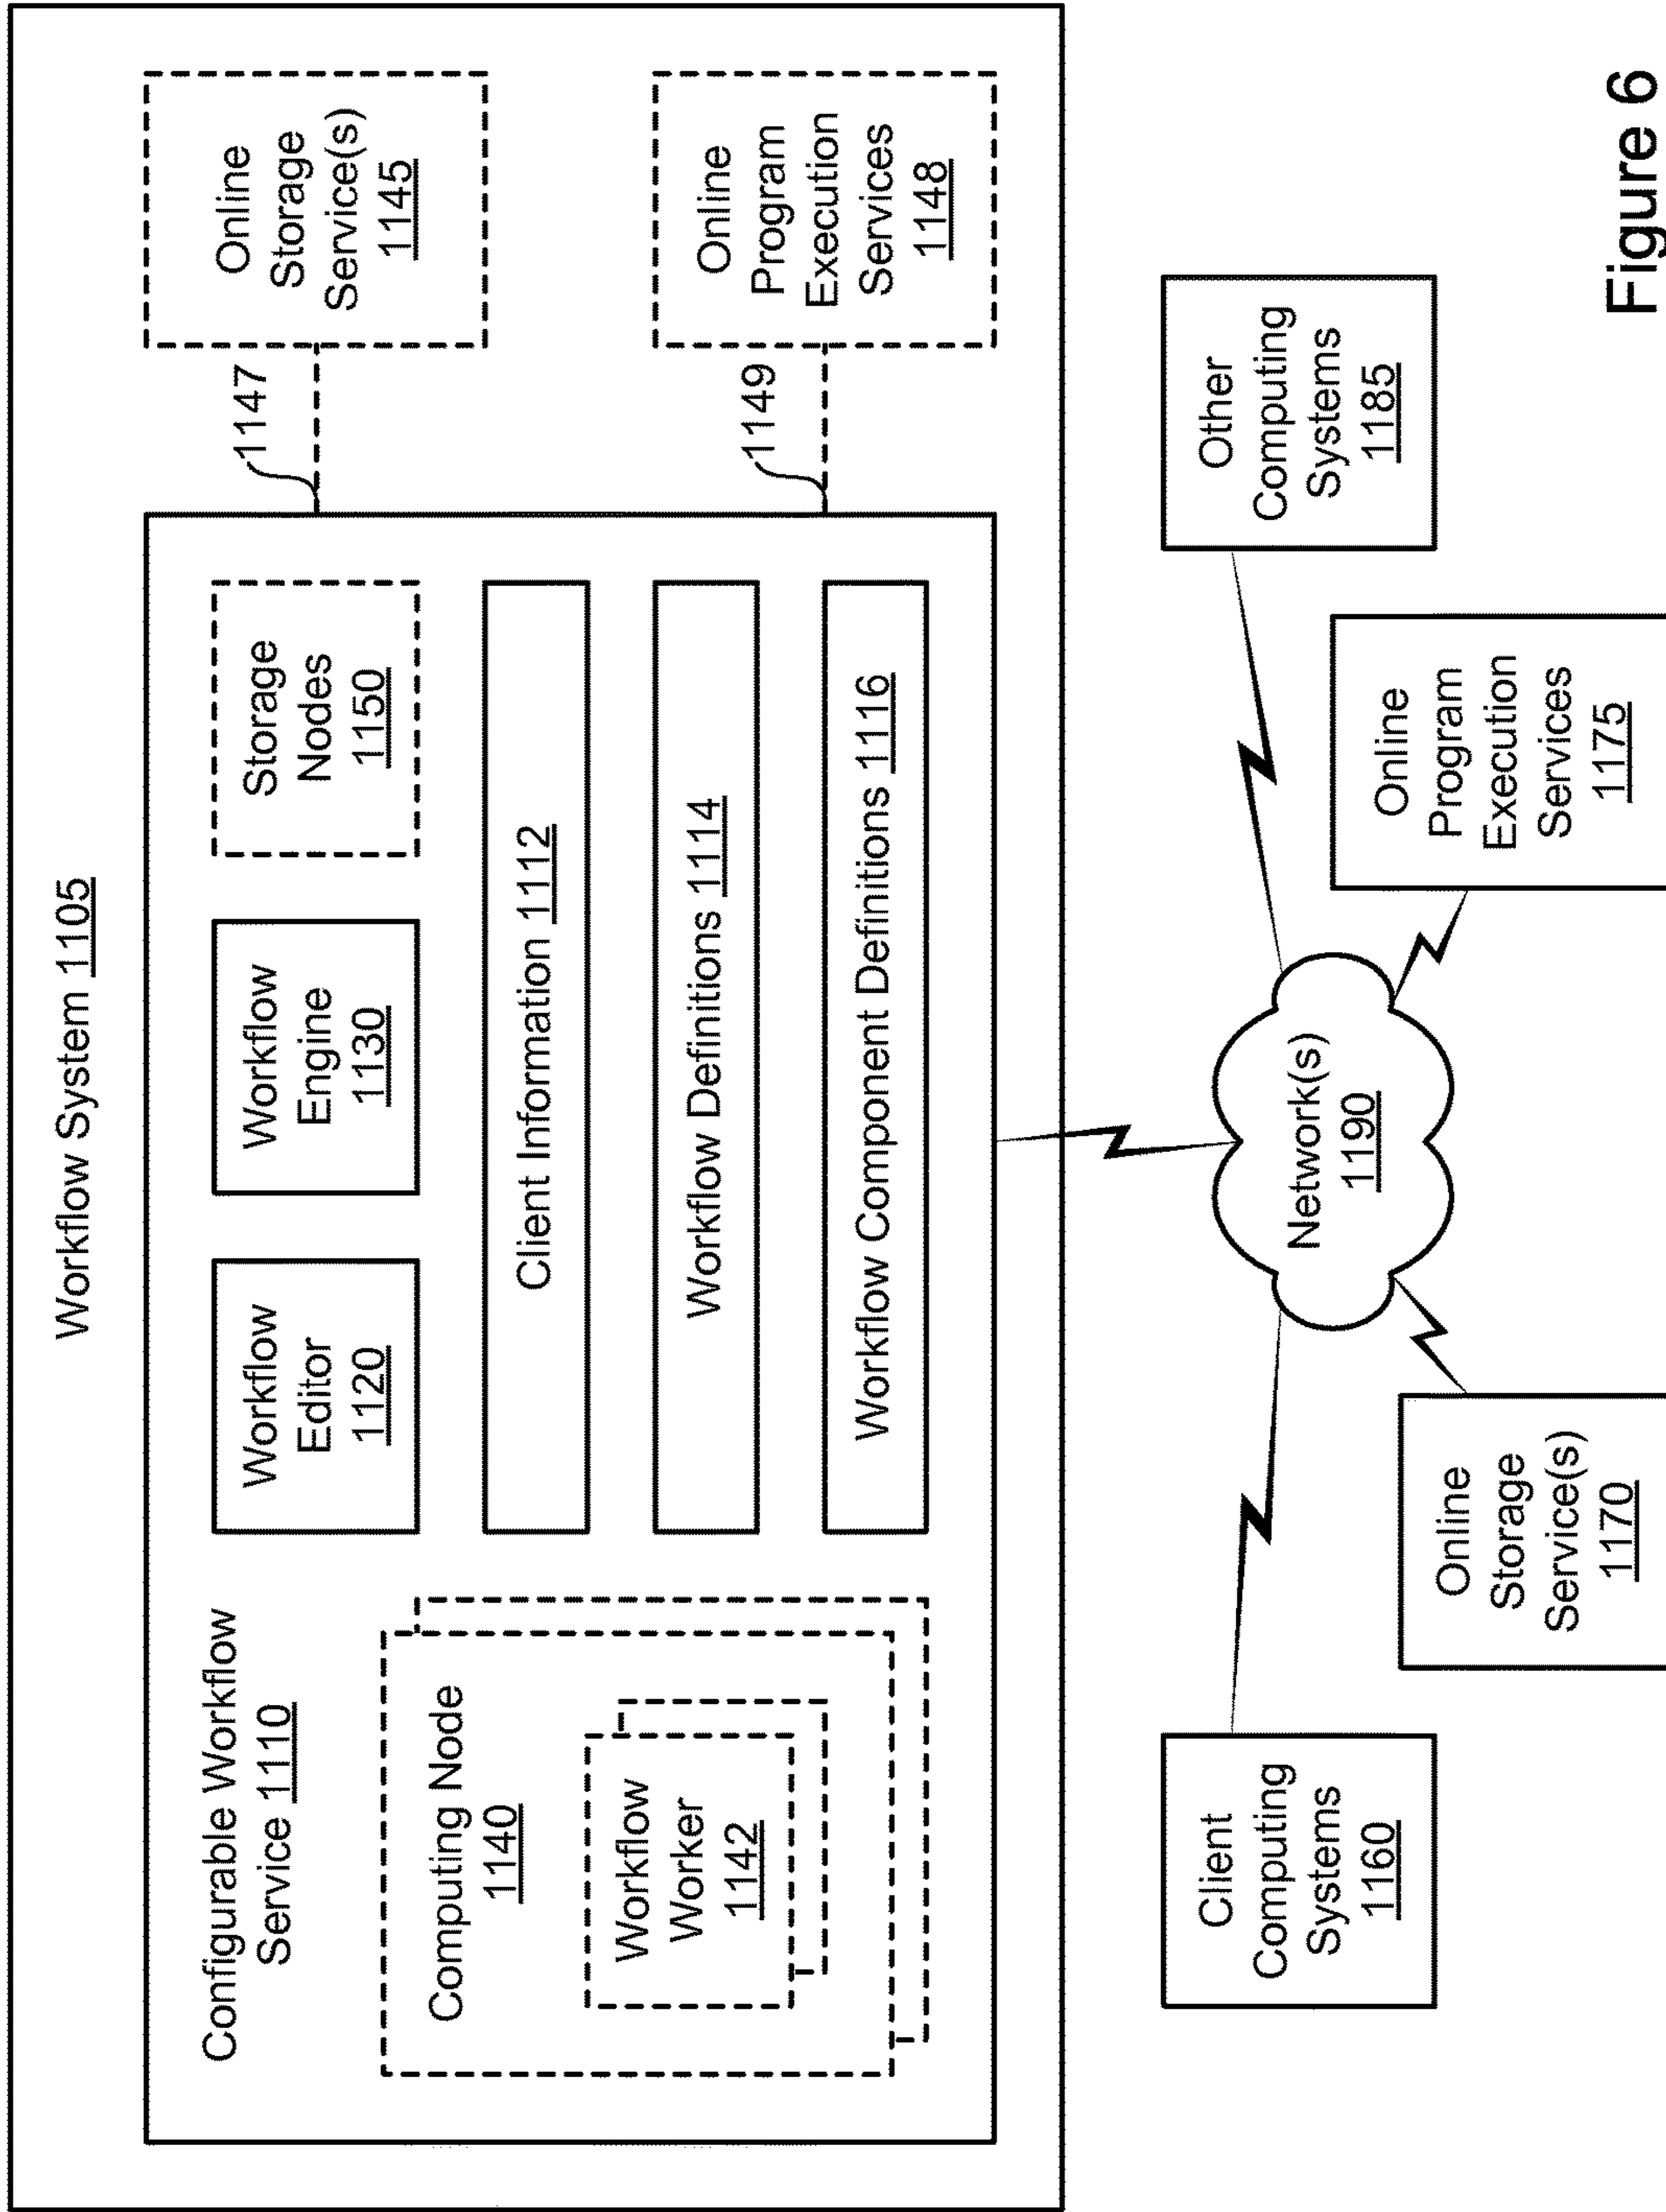 Workflow System 1105
Configurable Workflow
Service 1110
Computing Node
1140
Workflow
Worker
1142
Workflow
Editor
1120
Workflow
Engine
1130
Storage
Nodes
1150
Client Information 1112
Workflow Definitions 1114
Workflow Component Definitions 1116
1147
Online
Storage
Service(s)
1145
1149
Online
Program
Execution
Services
1148
Client
Computing
Systems
1160
Online
Storage
Service(s)
1170
Network(s)
1190
Online
Program
Execution
Services
1175
Other
Computing
Systems
1185
Figure 6